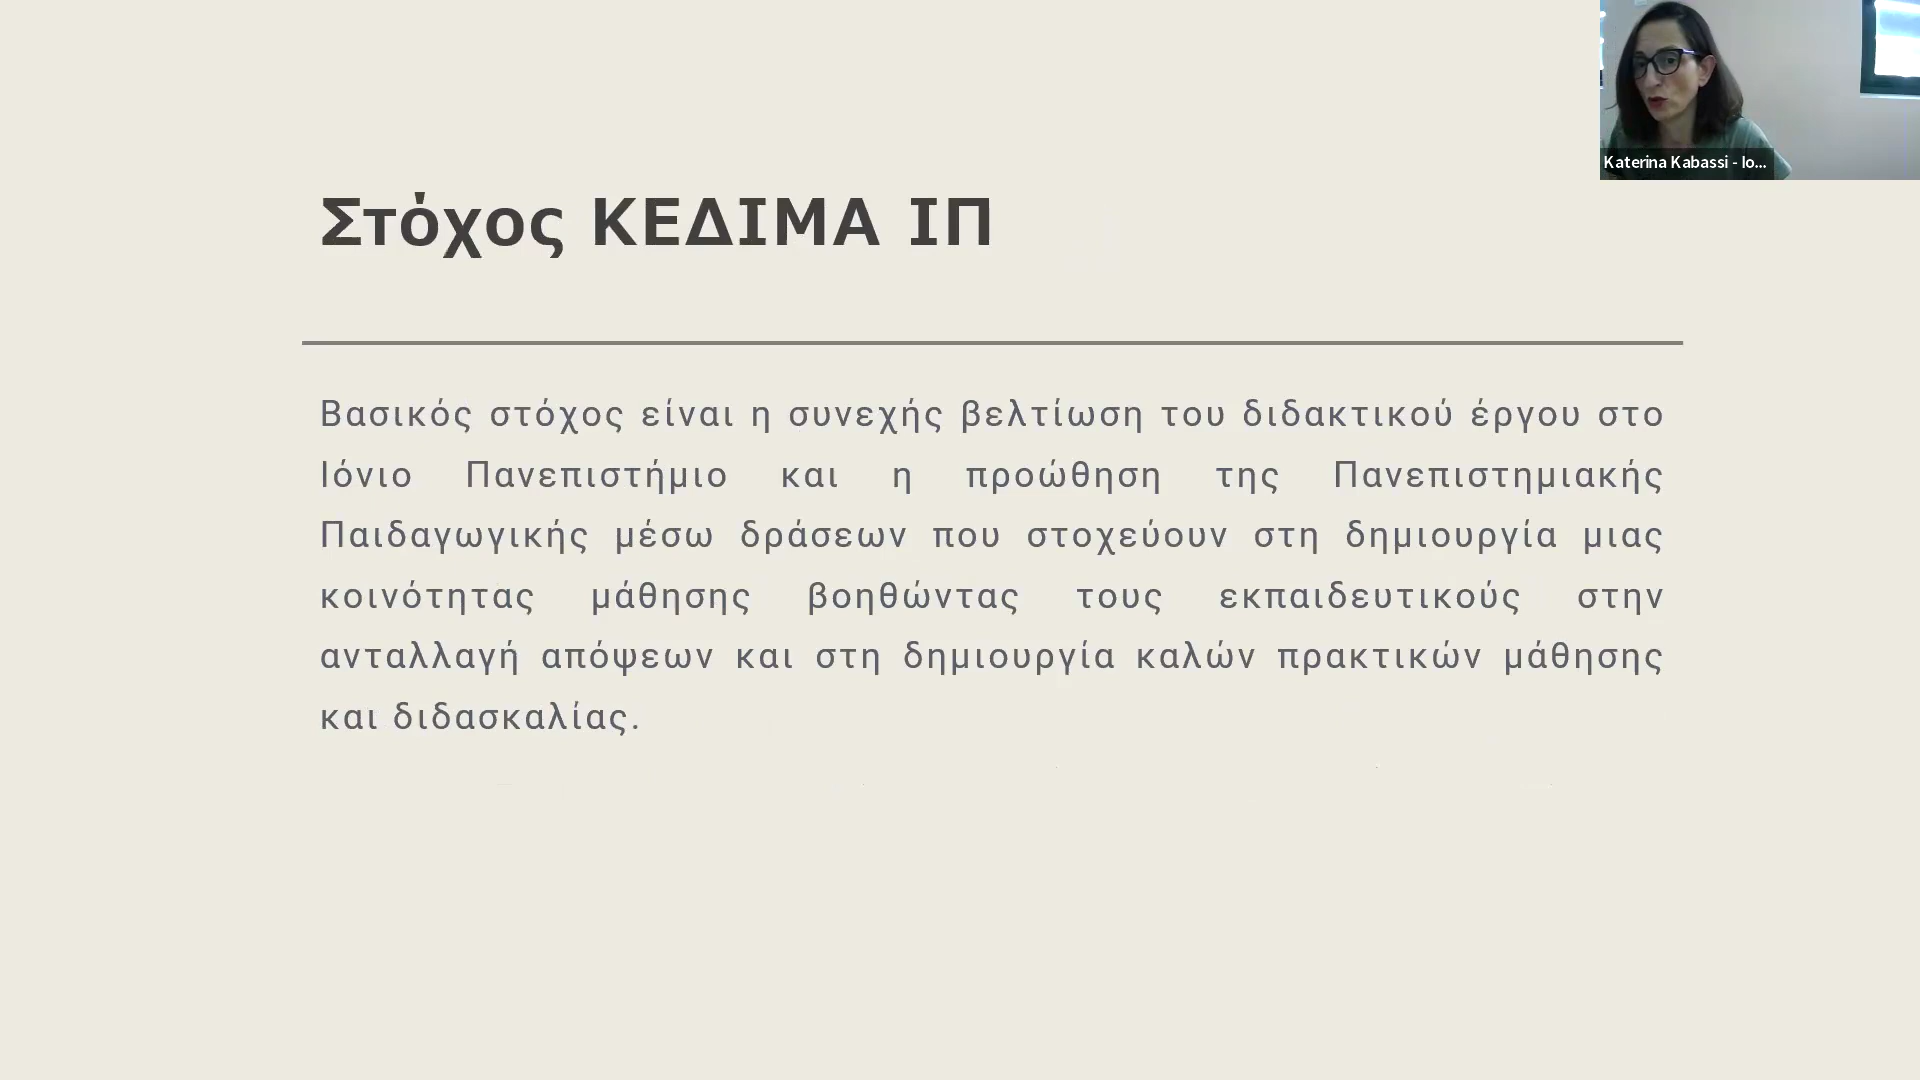 Katerina Kabassi - Io...
Στόχος ΚΕΔΙΜΑ ΙΠ
Βασικός στόχος είναι η συνεχής βελτίωση του διδακτικού έργου στο
Ιόνιο Πανεπιστήμιο και η προώθηση της Πανεπιστημιακής
Παιδαγωγικής μέσω δράσεων που στοχεύουν στη δημιουργία μιας
κοινότητας μάθησης βοηθώντας τους εκπαιδευτικούς στην
ανταλλαγή απόψεων και στη δημιουργία καλών πρακτικών μάθησης
και διδασκαλίας.